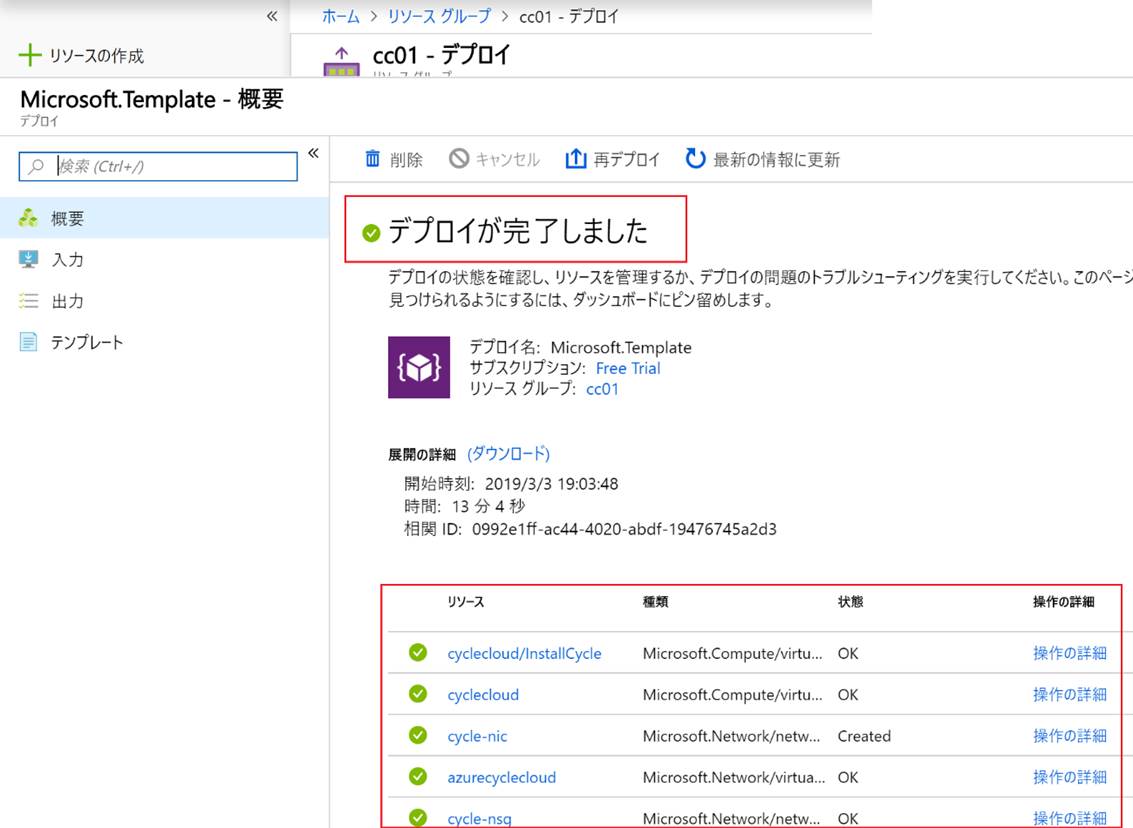 «
ホーム > リソース グループ > cc01 - デプロイ
リソースの作成
cc01 - デプロイ
リソース グループ
Microsoft.Template - 概要
デプロイ
検索 (Ctrl+/)
«
削除 キャンセル 再デプロイ 最新の情報に更新
概要
入力
出力
テンプレート
デプロイが完了しました
デプロイの状態を確認し、リソースを管理するか、デプロイの問題のトラブルシューティングを実行してください。このページ
見つけられるようにするには、ダッシュボードにピン留めします。
デプロイ名: Microsoft.Template
サブスクリプション: Free Trial
リソース グループ: cc01
展開の詳細 (ダウンロード)
開始時刻: 2019/3/3 19:03:48
時間: 13 分 4 秒
相関 ID: 0992e1ff-ac44-4020-abdf-19476745a2d3
リソース 種類 状態 操作の詳細
cyclecloud/InstallCycle Microsoft.Compute/virtu... OK 操作の詳細
cyclecloud Microsoft.Compute/virtu... OK 操作の詳細
cycle-nic Microsoft.Network/netw... Created 操作の詳細
azurecyclecloud Microsoft.Network/virtua... OK 操作の詳細
cycle-nsg Microsoft.Network/netw... OK 操作の詳細